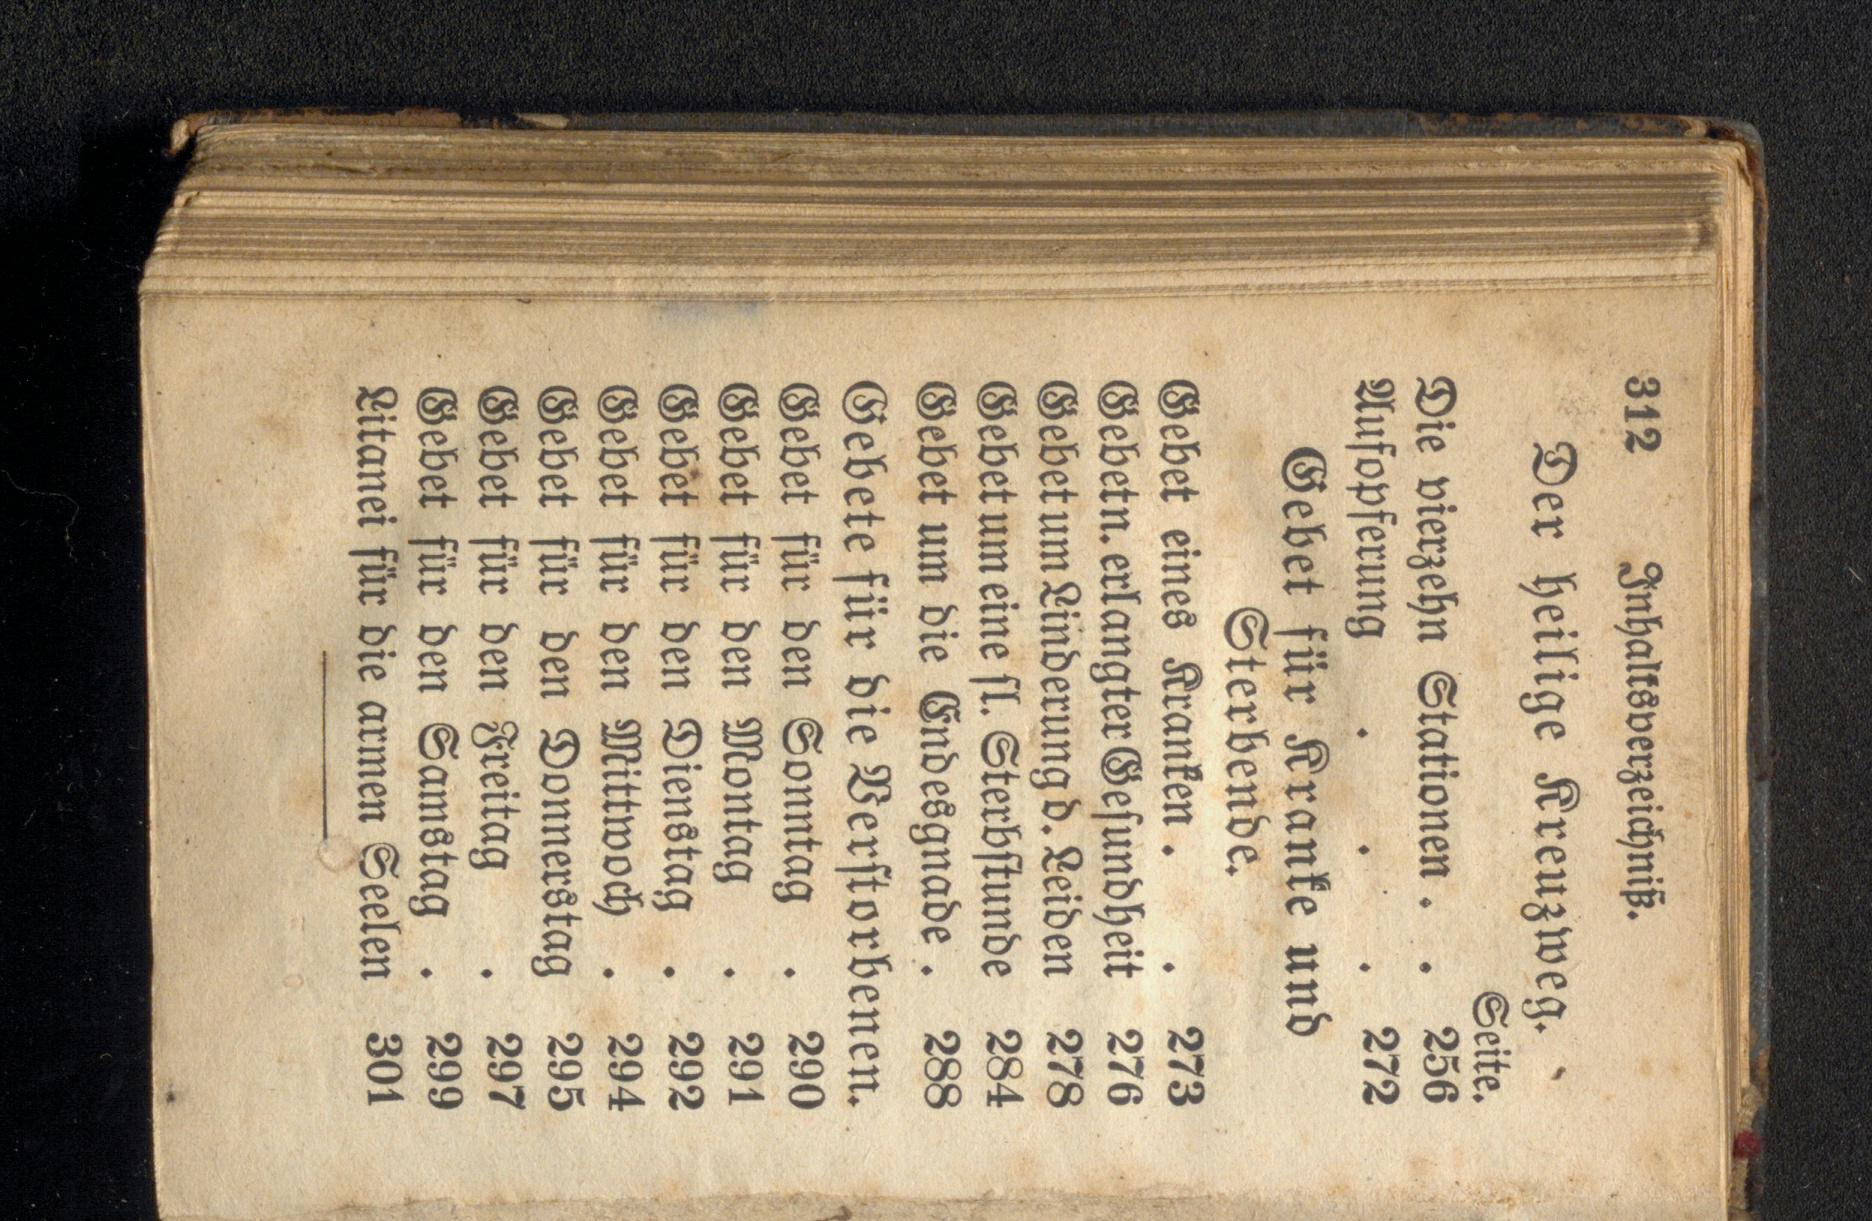 312 Inhaltsverzeichniß.
Der heilige Kreuzweg.
Seite.
Die vierzehn Stationen . . 256
Aufopferung . . . 272
Gebet für Kranke und
Sterbende.
Gebet eines Kranken . . 273
Gebet n. erlangter Gesundheit 276
Gebet um Linderung d. Leiden 278
Gebet um eine sl. Sterbstunde 284
Gebet um die Endesgnade . 288
Gebete für die Verstorbenen.
Gebet für den Sonntag . 290
Gebet für den Montag . 291
Gebet für den Dienstag . 292
Gebet für den Mittwoch . 294
Gebet für den Donnerstag 295
Gebet für den Freitag . 297
Gebet für den Samstag . 299
Litanei für die armen Seelen 301